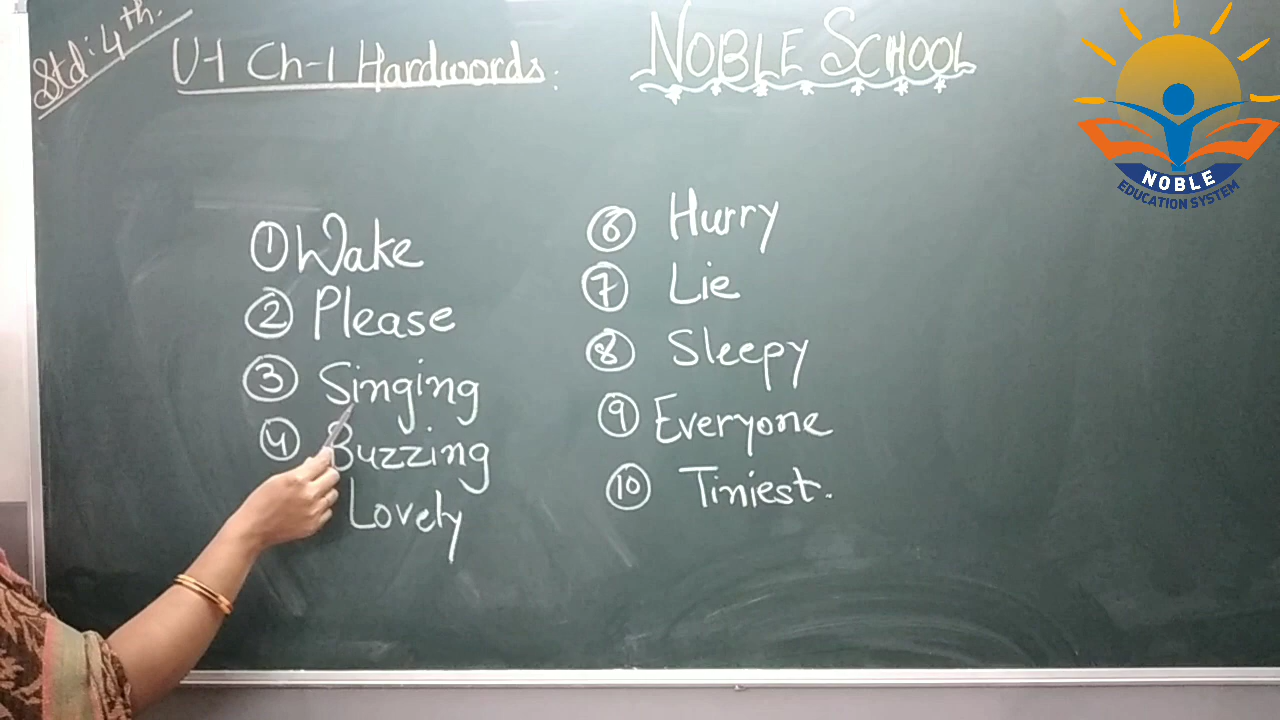 Std: 4th.
U-1 Ch-1 Hardwords.
NOBLE SCHOOL
① Wake
② Please
③ Singing
④ Buzzing
Lovely
⑥ Hurry
⑦ Lie
⑧ Sleepy
⑨ Everyone
⑩ Tiniest.
NOBLE
EDUCATION SYSTEM